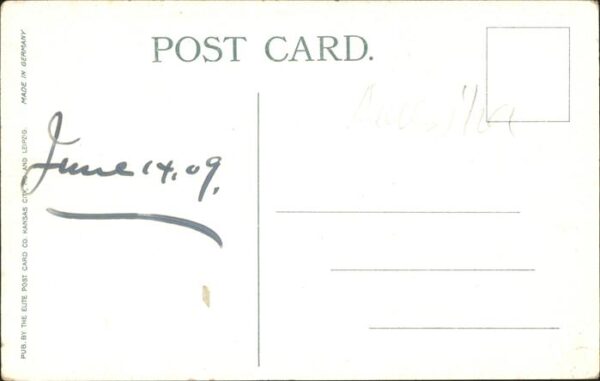 POST CARD.
MADE IN GERMANY
PUB. BY THE ELITE POST CARD CO. KANSAS CITY, AND LEIPZIG.
June 14, 09.